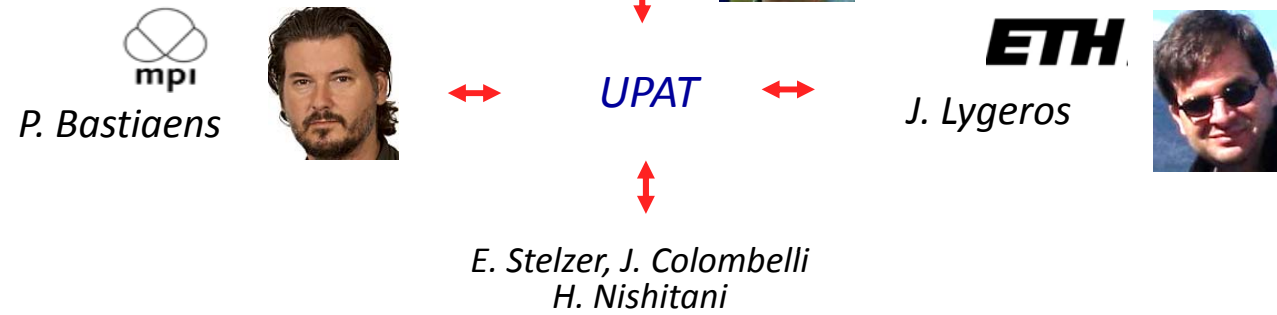 mpi
P. Bastiaens
UPAT
ETH
J. Lygeros
E. Stelzer, J. Colombelli
H. Nishitani